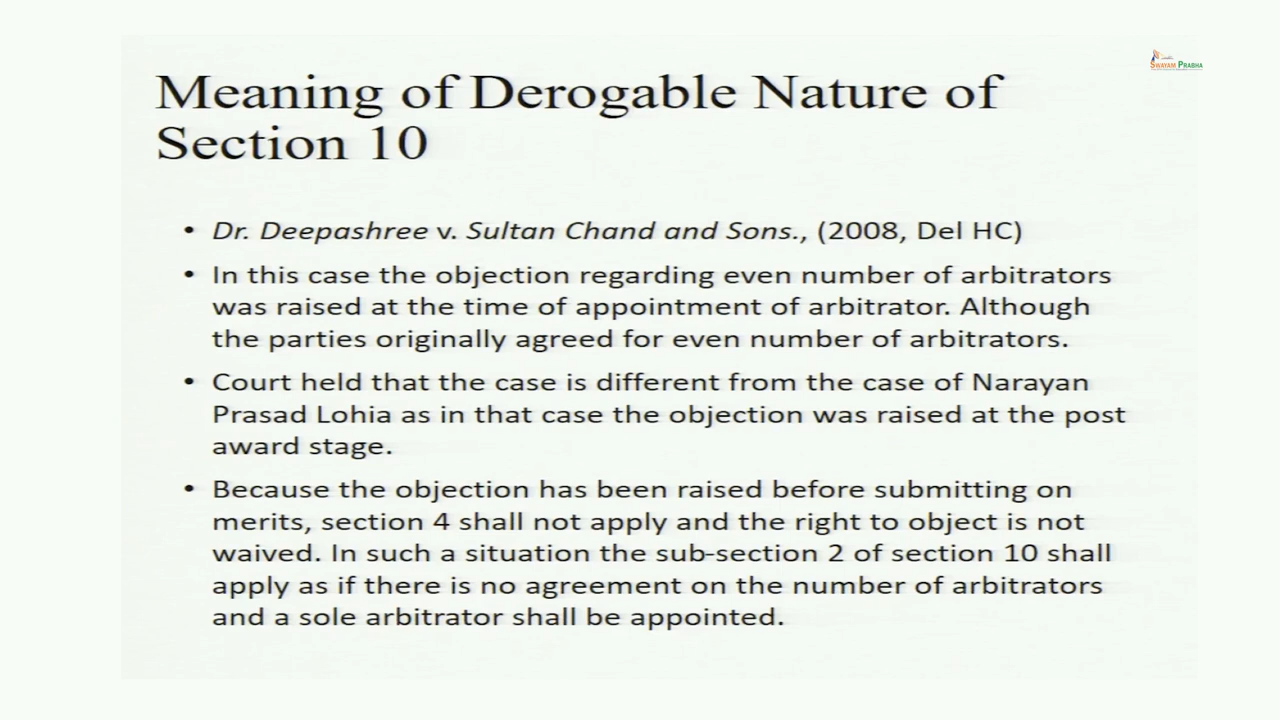 SWAYAM PRABHA
Meaning of Derogable Nature of
Section 10
• Dr. Deepashree v. Sultan Chand and Sons., (2008, Del HC)
• In this case the objection regarding even number of arbitrators
was raised at the time of appointment of arbitrator. Although
the parties originally agreed for even number of arbitrators.
• Court held that the case is different from the case of Narayan
Prasad Lohia as in that case the objection was raised at the post
award stage.
• Because the objection has been raised before submitting on
merits, section 4 shall not apply and the right to object is not
waived. In such a situation the sub-section 2 of section 10 shall
apply as if there is no agreement on the number of arbitrators
and a sole arbitrator shall be appointed.